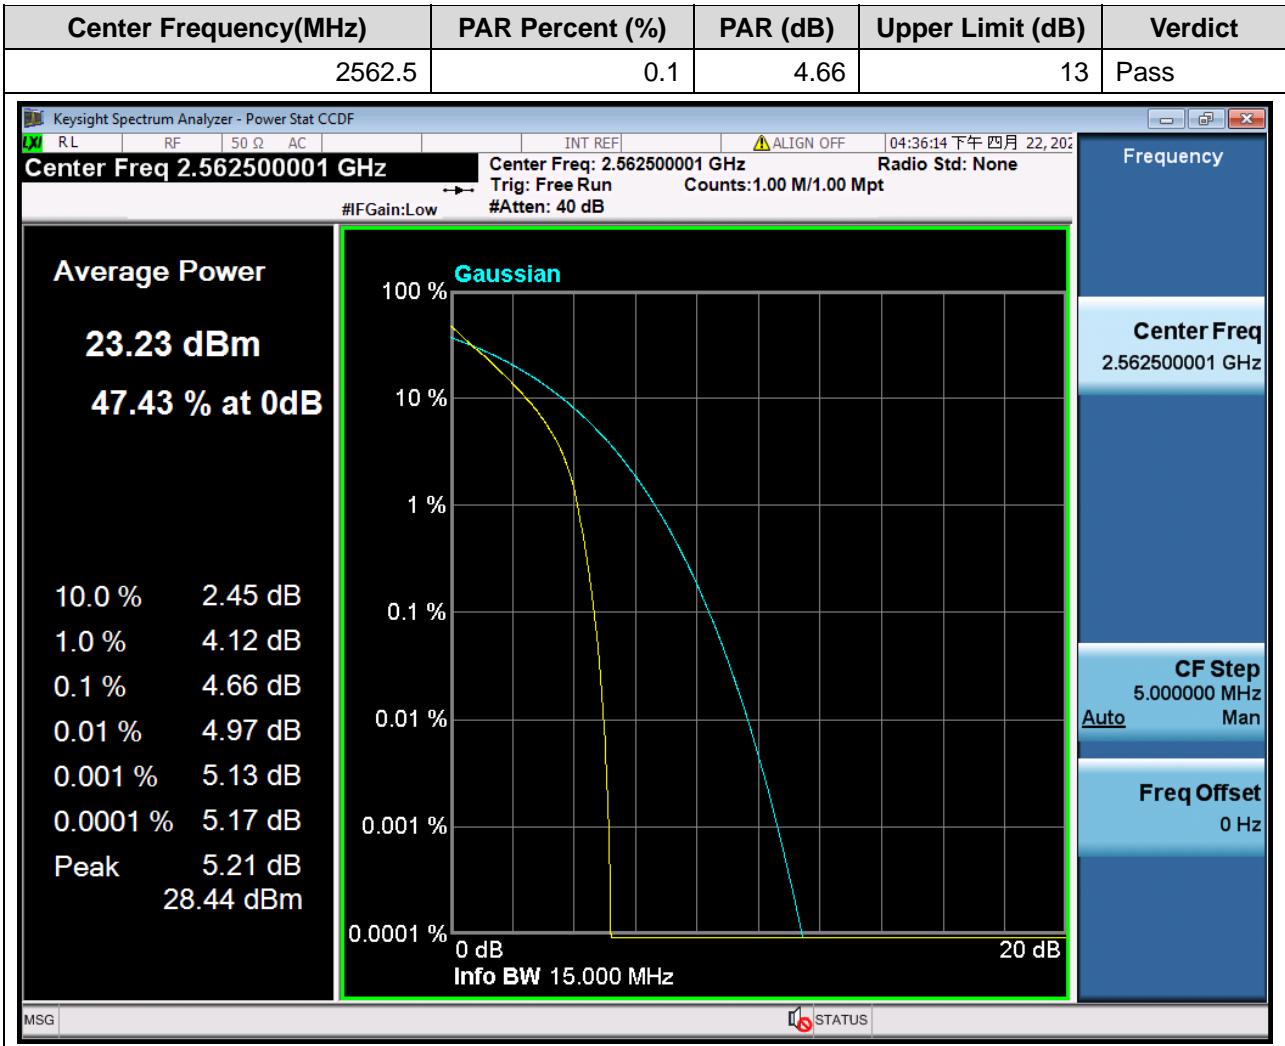 Center Frequency(MHz) PAR Percent (%) PAR (dB) Upper Limit (dB) Verdict
2562.5 0.1 4.66 13 Pass
Keysight Spectrum Analyzer - Power Stat CCDF
LXI RL RF 50 Ω AC INT REF ALIGN OFF 04:36:14 下午 四月 22, 202
Center Freq 2.562500001 GHz
Center Freq: 2.562500001 GHz Radio Std: None
Trig: Free Run Counts:1.00 M/1.00 Mpt
#IFGain:Low #Atten: 40 dB
Frequency
Average Power
23.23 dBm
47.43 % at 0dB
10.0 % 2.45 dB
1.0 % 4.12 dB
0.1 % 4.66 dB
0.01 % 4.97 dB
0.001 % 5.13 dB
0.0001 % 5.17 dB
Peak 5.21 dB
28.44 dBm
Gaussian
100 %
10 %
1 %
0.1 %
0.01 %
0.001 %
0.0001 %
0 dB 20 dB
Info BW 15.000 MHz
Center Freq
2.562500001 GHz
CF Step
5.000000 MHz
Auto Man
Freq Offset
0 Hz
MSG STATUS